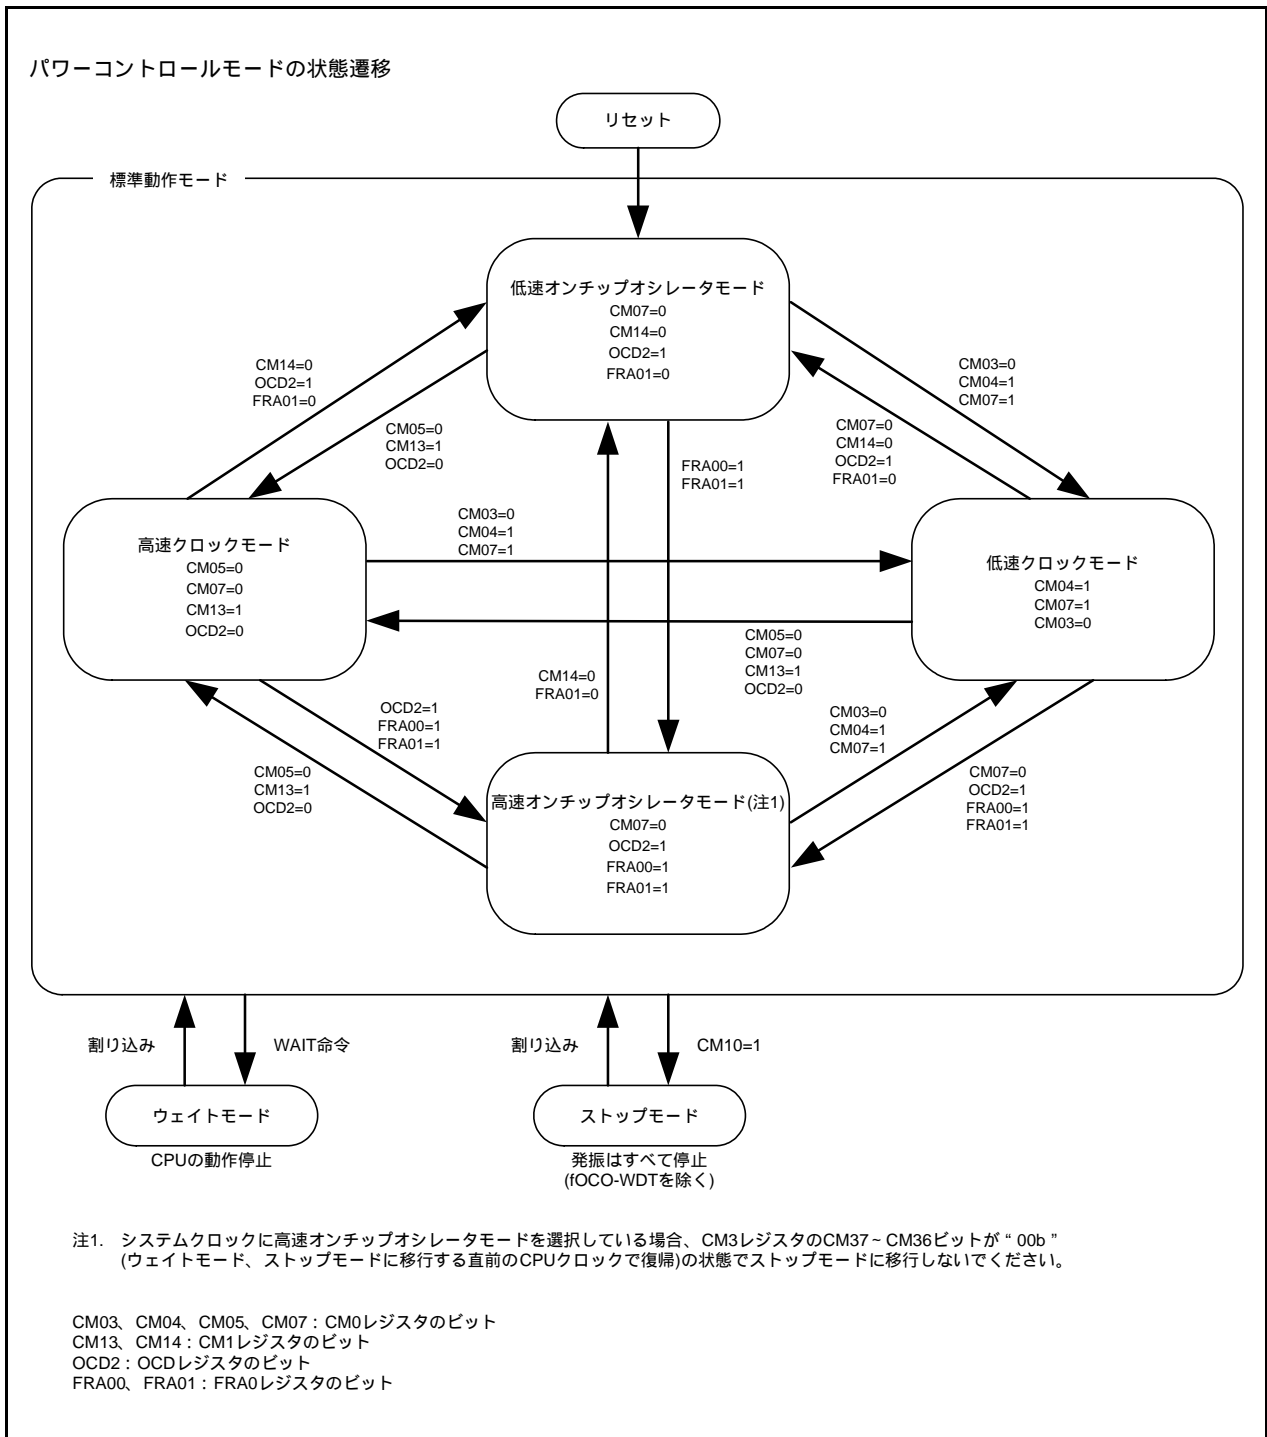 パワーコントロールモードの状態遷移
リセット
標準動作モード
低速オンチップオシレータモード
CM07=0
CM14=0
OCD2=1
FRA01=0
CM14=0
OCD2=1
FRA01=0
CM05=0
CM13=1
OCD2=0
CM03=0
CM04=1
CM07=1
CM07=0
CM14=0
OCD2=1
FRA01=0
FRA00=1
FRA01=1
高速クロックモード
CM05=0
CM07=0
CM13=1
OCD2=0
CM03=0
CM04=1
CM07=1
低速クロックモード
CM04=1
CM07=1
CM03=0
CM05=0
CM07=0
CM13=1
OCD2=0
CM14=0
FRA01=0
OCD2=1
FRA00=1
FRA01=1
CM05=0
CM13=1
OCD2=0
CM03=0
CM04=1
CM07=1
CM07=0
OCD2=1
FRA00=1
FRA01=1
高速オンチップオシレータモード(注1)
CM07=0
OCD2=1
FRA00=1
FRA01=1
割り込み
WAIT命令
割り込み
CM10=1
ウェイトモード
CPUの動作停止
ストップモード
発振はすべて停止
(fOCO-WDTを除く)
注1. システムクロックに高速オンチップオシレータモードを選択している場合、CM3レジスタのCM37~CM36ビットが“00b”
(ウェイトモード、ストップモードに移行する直前のCPUクロックで復帰)の状態でストップモードに移行しないでください。
CM03、CM04、CM05、CM07：CM0レジスタのビット
CM13、CM14：CM1レジスタのビット
OCD2：OCDレジスタのビット
FRA00、FRA01：FRA0レジスタのビット